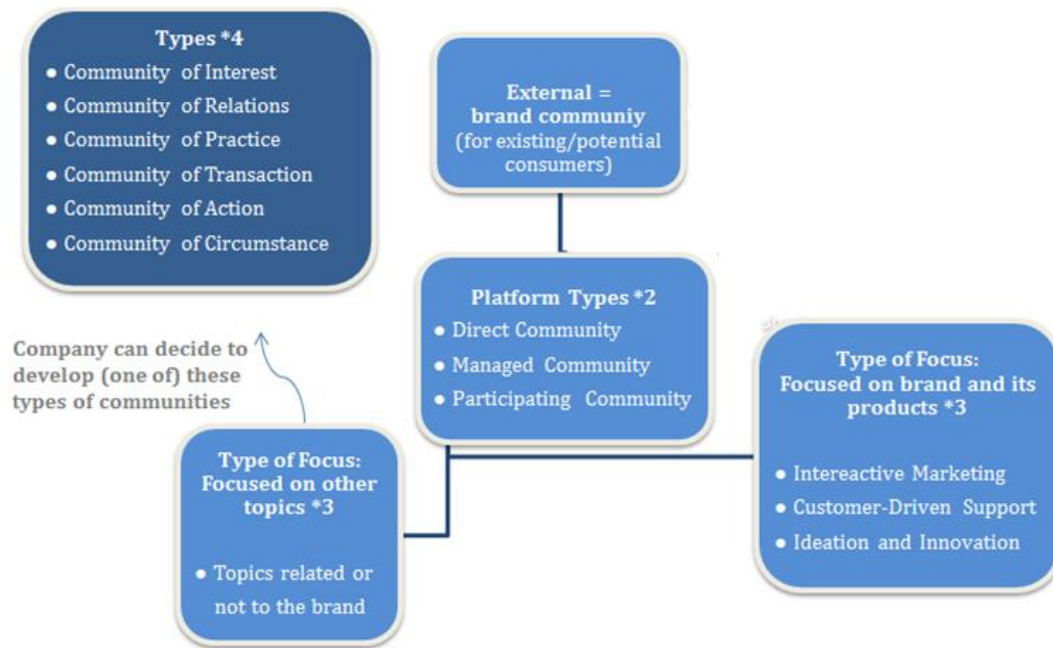 Types *4
● Community of Interest
● Community of Relations
● Community of Practice
● Community of Transaction
● Community of Action
● Community of Circumstance
External =
brand communiy
(for existing/potential
consumers)
Platform Types *2
● Direct Community
● Managed Community
● Participating Community
Company can decide to
develop (one of) these
types of communities
Type of Focus:
Focused on other
topics *3
● Topics related or
not to the brand
Type of Focus:
Focused on brand and its
products *3
● Intereactive Marketing
● Customer-Driven Support
● Ideation and Innovation